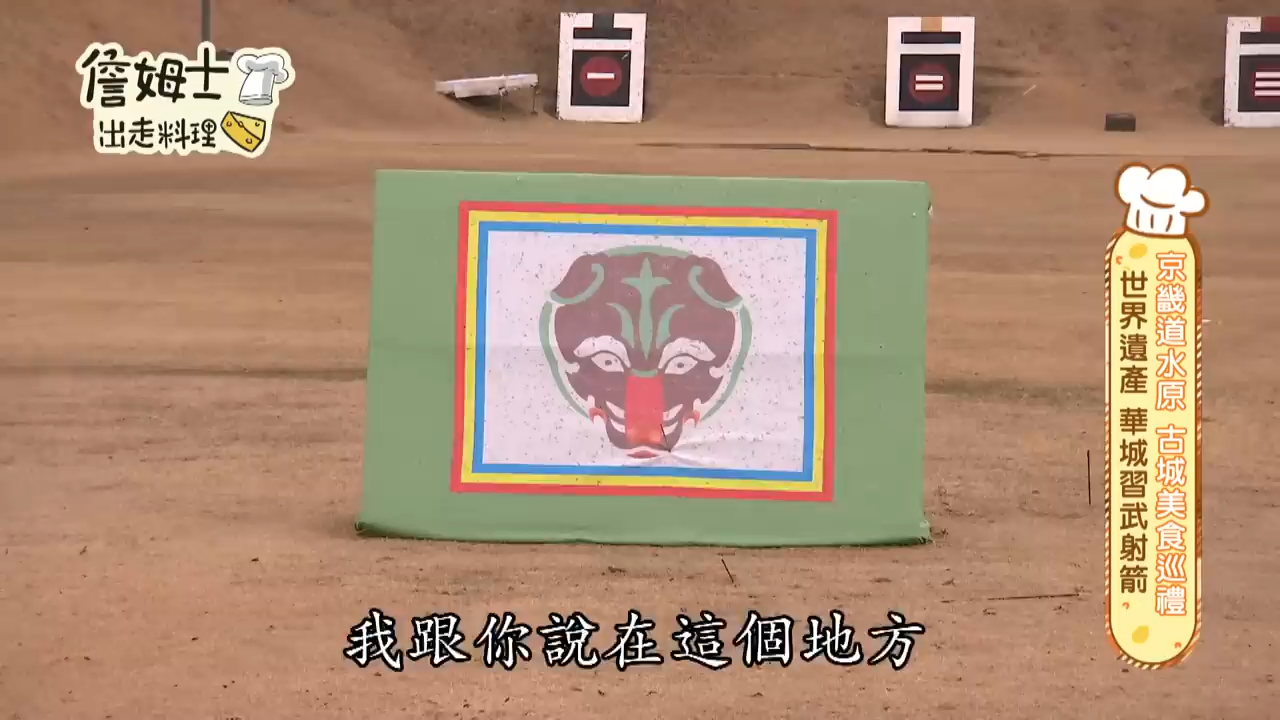 詹姆士
出走料理
一
二
三
京畿道水原 古城美食巡禮
世界遺產 華城習武射箭
我跟你說在這個地方